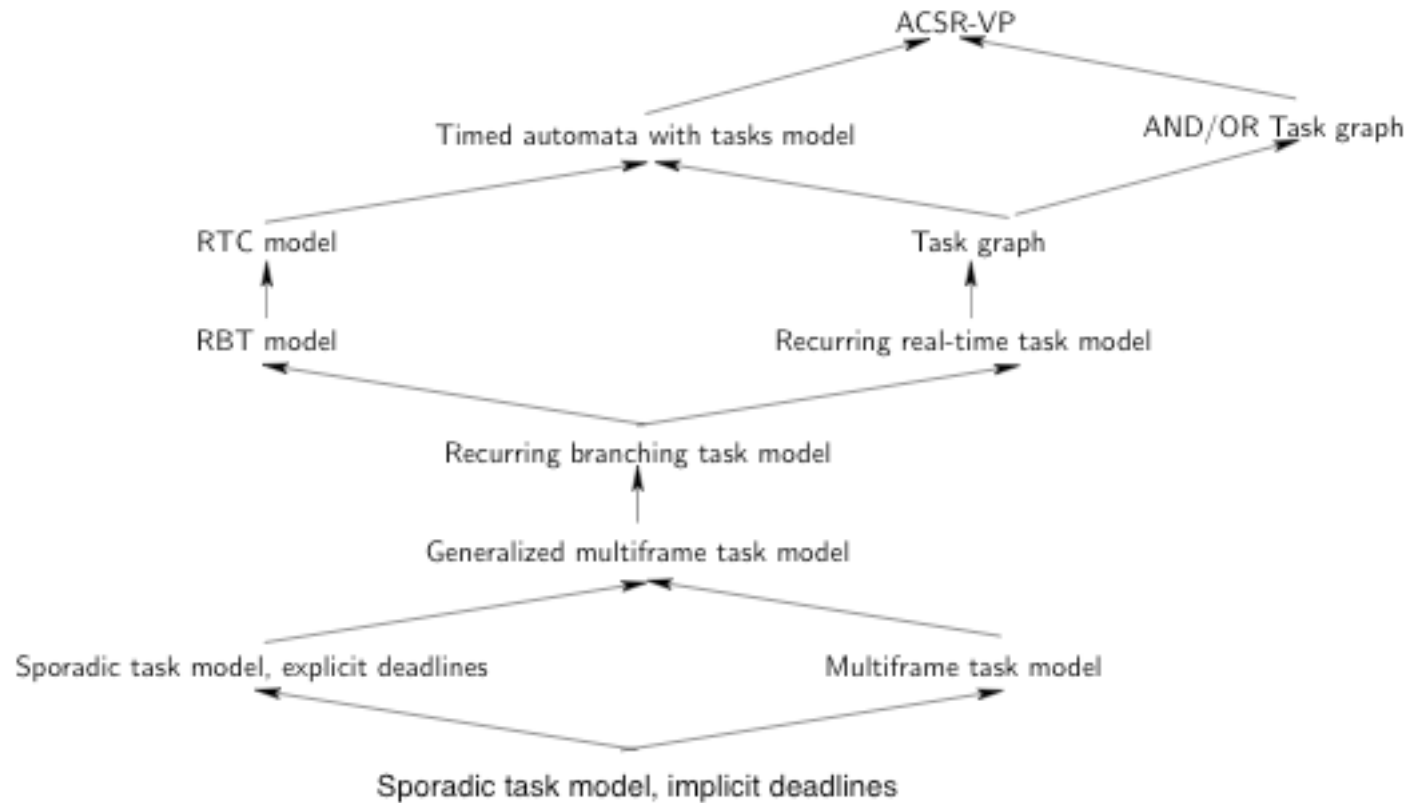 ACSR-VP
Timed automata with tasks model
AND/OR Task graph
RTC model
Task graph
RBT model
Recurring real-time task model
Recurring branching task model
Generalized multiframe task model
Sporadic task model, explicit deadlines
Multiframe task model
Sporadic task model, implicit deadlines